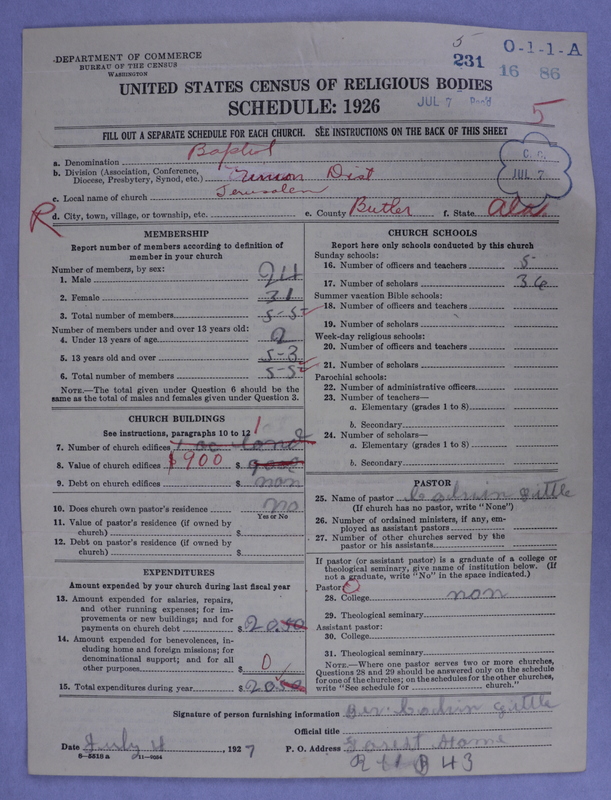 5
231
O-1-1-A
16 86
DEPARTMENT OF COMMERCE
BUREAU OF THE CENSUS
WASHINGTON
UNITED STATES CENSUS OF RELIGIOUS BODIES
SCHEDULE: 1926
JUL 7
5
FILL OUT A SEPARATE SCHEDULE FOR EACH CHURCH. SEE INSTRUCTIONS ON THE BACK OF THIS SHEET
C. C.
JUL 7
a. Denomination Baptist
b. Division (Association, Conference, Diocese, Presbytery, Synod, etc.) Union Dist
c. Local name of church Jerusalem
R
d. City, town, village, or township, etc. e. County Butler f. State Ala
MEMBERSHIP
Report number of members according to definition of
member in your church
Number of members, by sex:
1. Male 24
2. Female 31
3. Total number of members 55
Number of members under and over 13 years old:
4. Under 13 years of age 2
5. 13 years old and over 53
6. Total number of members 55
NOTE.—The total given under Question 6 should be the
same as the total of males and females given under Question 3.
CHURCH BUILDINGS
See instructions, paragraphs 10 to 12
1
7. Number of church edifices
8. Value of church edifices $900 $
9. Debt on church edifices $ non
10. Does church own pastor's residence no
Yes or No
11. Value of pastor's residence (if owned by
church) $
12. Debt on pastor's residence (if owned by
church) $
EXPENDITURES
Amount expended by your church during last fiscal year
13. Amount expended for salaries, repairs,
and other running expenses; for im-
provements or new buildings; and for
payments on church debt $ 20.50
14. Amount expended for benevolences, in-
cluding home and foreign missions; for
denominational support; and for all
other purposes $ 0
15. Total expenditures during year $ 20.50
CHURCH SCHOOLS
Report here only schools conducted by this church
Sunday schools:
16. Number of officers and teachers 5
17. Number of scholars 36
Summer vacation Bible schools:
18. Number of officers and teachers
19. Number of scholars
Week-day religious schools:
20. Number of officers and teachers
21. Number of scholars
Parochial schools:
22. Number of administrative officers
23. Number of teachers—
a. Elementary (grades 1 to 8)
b. Secondary
24. Number of scholars—
a. Elementary (grades 1 to 8)
b. Secondary
PASTOR
25. Name of pastor
(If church has no pastor, write "None")
26. Number of ordained ministers, if any, em-
ployed as assistant pastors
27. Number of other churches served by the
pastor or his assistants
If pastor (or assistant pastor) is a graduate of a college or
theological seminary, give name of institution below. (If
not a graduate, write "No" in the space indicated.)
Pastor: 0
28. College non
29. Theological seminary
Assistant pastor:
30. College
31. Theological seminary
NOTE.—Where one pastor serves two or more churches,
Questions 28 and 29 should be answered only on the schedule
for one of the churches; on the schedules for the other churches,
write "See schedule for church."
Signature of person furnishing information
Official title
Date July 4, 1927 P. O. Address Forest Home
8-5518 a 11-9034 43